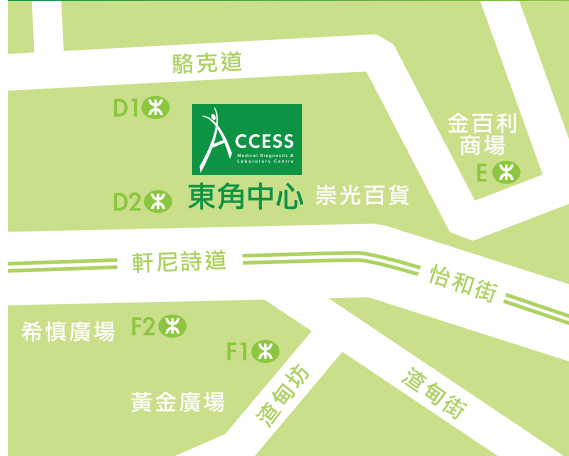 駱克道
D1
ACCESS
Medical Diagnostic &
Laboratory Centre
金百利
商場
E
D2
東角中心
崇光百貨
軒尼詩道
怡和街
希慎廣場
F2
F1
黃金廣場
渣甸坊
渣甸街